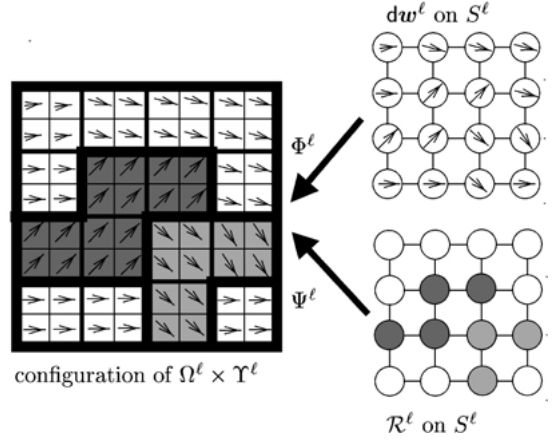 d𝒘^ℓ on S^ℓ
Φ^ℓ
Ψ^ℓ
configuration of Ω^ℓ × Υ^ℓ
ℛ^ℓ on S^ℓ